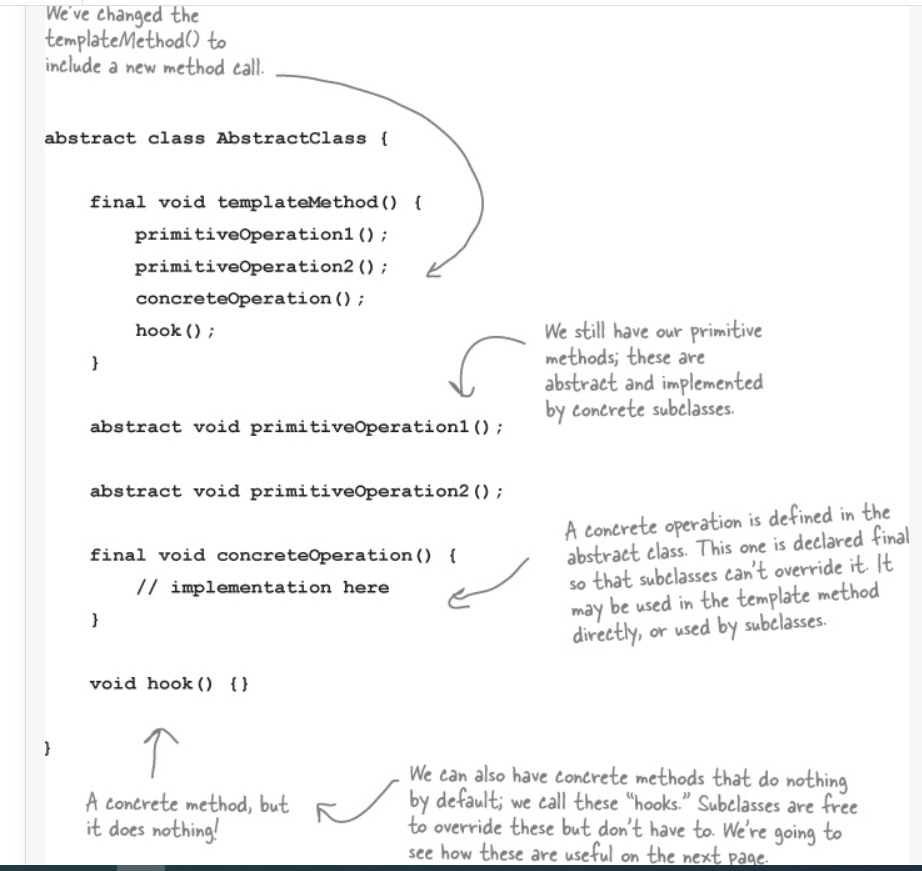 We've changed the
templateMethod() to
include a new method call.
abstract class AbstractClass {
final void templateMethod() {
primitiveOperation1();
primitiveOperation2();
concreteOperation();
hook();
}
We still have our primitive
methods; these are
abstract and implemented
by concrete subclasses.
abstract void primitiveOperation1();
abstract void primitiveOperation2();
final void concreteOperation() {
// implementation here
}
A concrete operation is defined in the
abstract class. This one is declared final
so that subclasses can't override it. It
may be used in the template method
directly, or used by subclasses.
void hook() {}
}
A concrete method, but
it does nothing!
We can also have concrete methods that do nothing
by default; we call these "hooks." Subclasses are free
to override these but don't have to. We're going to
see how these are useful on the next page.